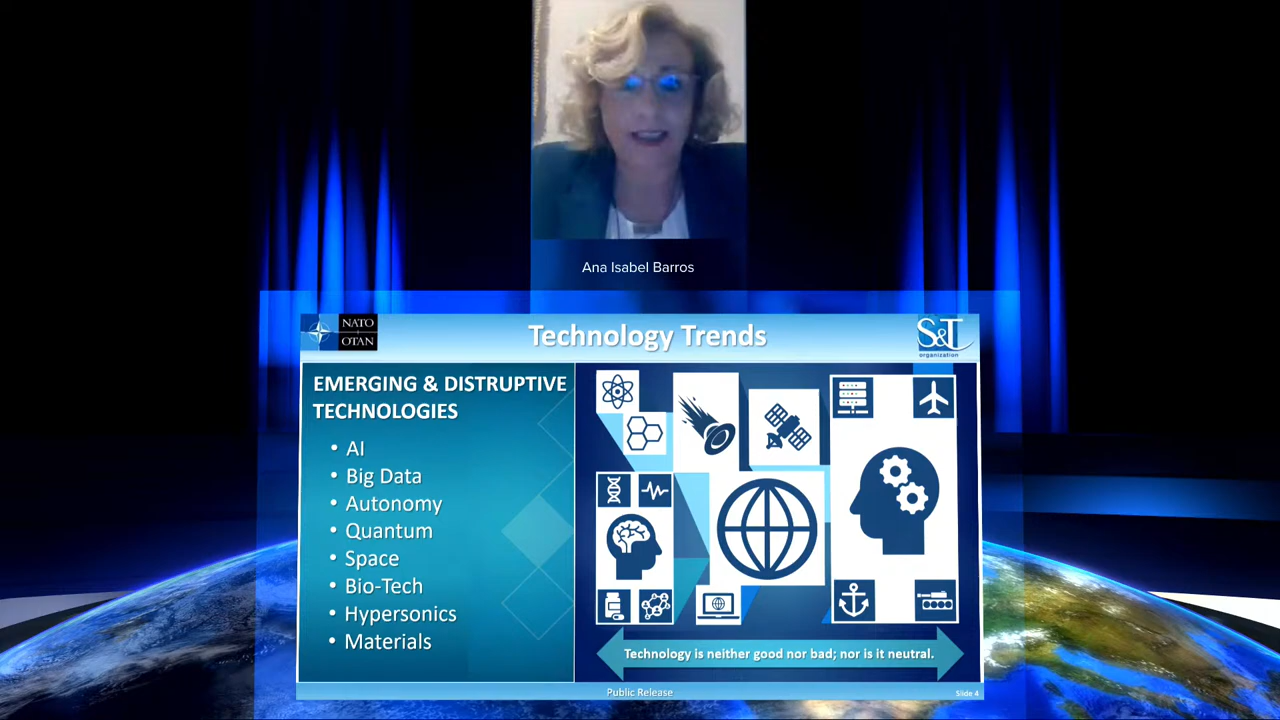 Ana Isabel Barros
NATO
OTAN
Technology Trends
S&T
organization
EMERGING & DISTRUPTIVE
TECHNOLOGIES
• AI
• Big Data
• Autonomy
• Quantum
• Space
• Bio-Tech
• Hypersonics
• Materials
Technology is neither good nor bad; nor is it neutral.
Public Release
Slide 4